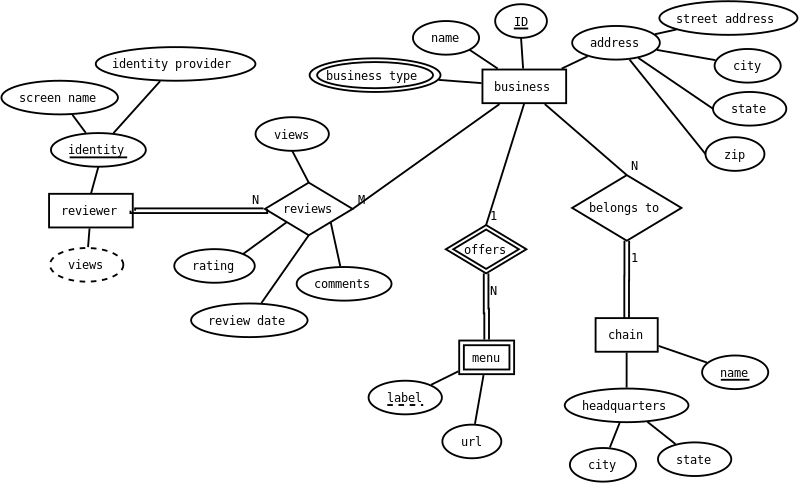 street address
ID
name
address
identity provider
city
business type
business
screen name
state
views
identity
zip
N
N
M
reviewer
reviews
belongs to
1
offers
1
views
rating
comments
N
review date
chain
menu
name
label
headquarters
url
city
state